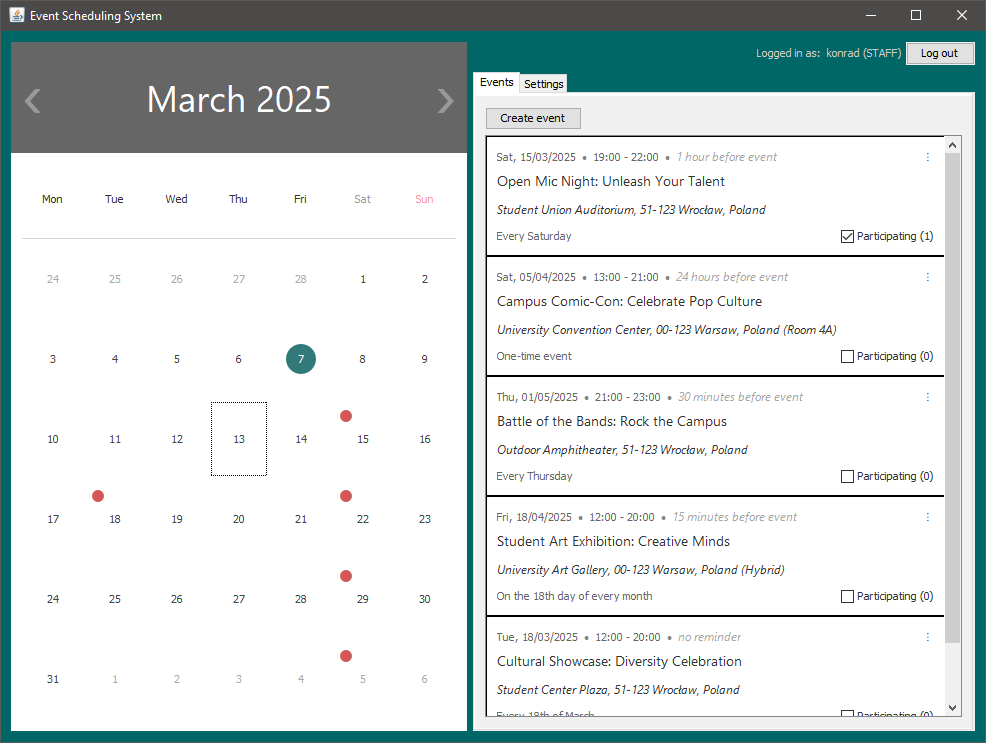 Event Scheduling System
Logged in as: konrad (STAFF) Log out
March 2025
Mon Tue Wed Thu Fri Sat Sun
24 25 26 27 28 1 2
3 4 5 6 7 8 9
10 11 12 13 14 15 16
17 18 19 20 21 22 23
24 25 26 27 28 29 30
31 1 2 3 4 5 6
Events Settings
Create event
Sat, 15/03/2025 • 19:00 - 22:00 • 1 hour before event
Open Mic Night: Unleash Your Talent
Student Union Auditorium, 51-123 Wrocław, Poland
Every Saturday Participating (1)
Sat, 05/04/2025 • 13:00 - 21:00 • 24 hours before event
Campus Comic-Con: Celebrate Pop Culture
University Convention Center, 00-123 Warsaw, Poland (Room 4A)
One-time event Participating (0)
Thu, 01/05/2025 • 21:00 - 23:00 • 30 minutes before event
Battle of the Bands: Rock the Campus
Outdoor Amphitheater, 51-123 Wrocław, Poland
Every Thursday Participating (0)
Fri, 18/04/2025 • 12:00 - 20:00 • 15 minutes before event
Student Art Exhibition: Creative Minds
University Art Gallery, 00-123 Warsaw, Poland (Hybrid)
On the 18th day of every month Participating (0)
Tue, 18/03/2025 • 12:00 - 20:00 • no reminder
Cultural Showcase: Diversity Celebration
Student Center Plaza, 51-123 Wrocław, Poland
Every 18th of March Participating (0)